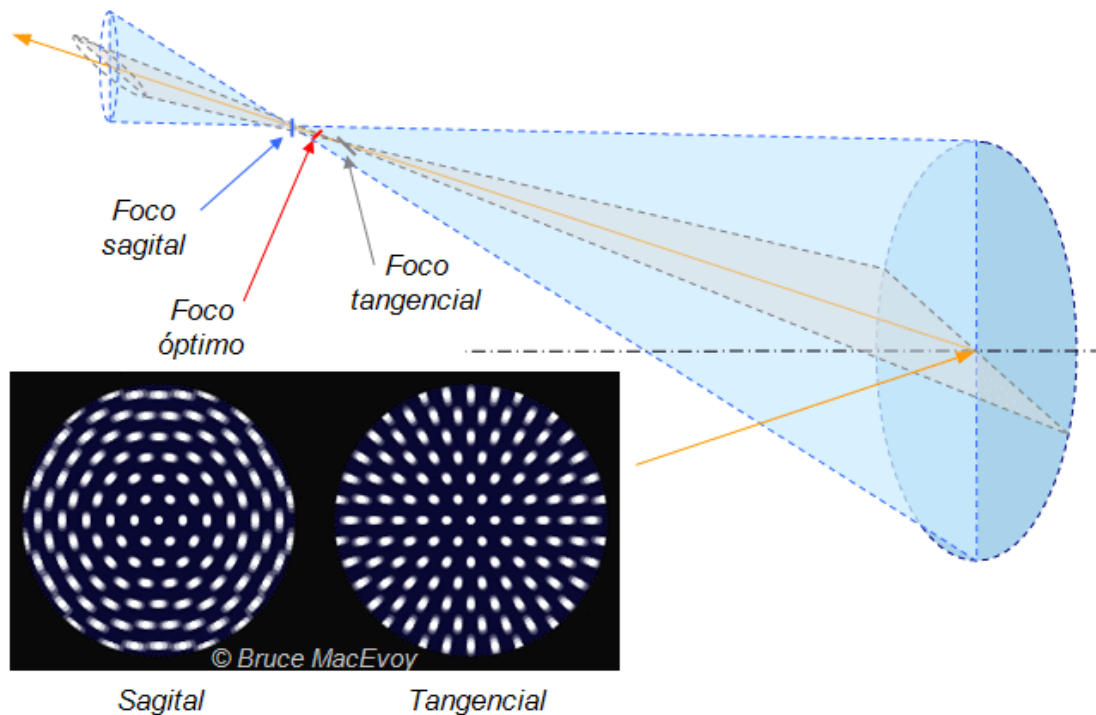 Foco
sagital
Foco
tangencial
Foco
óptimo
© Bruce MacEvoy
Sagital
Tangencial